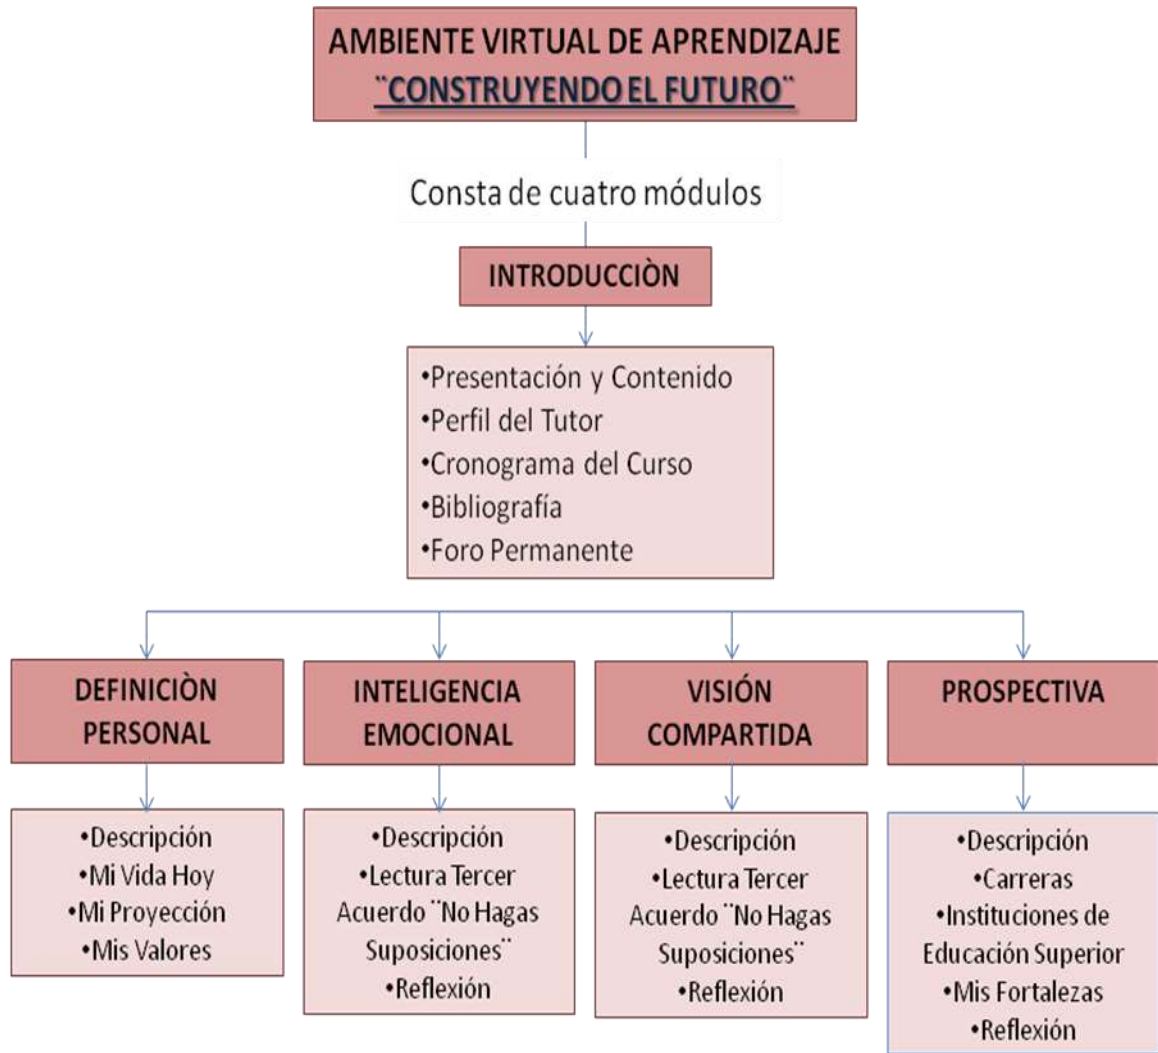 AMBIENTE VIRTUAL DE APRENDIZAJE
¨CONSTRUYENDO EL FUTURO¨
Consta de cuatro módulos
INTRODUCCIÒN
•Presentación y Contenido
•Perfil del Tutor
•Cronograma del Curso
•Bibliografía
•Foro Permanente
DEFINICIÒN
PERSONAL
•Descripción
•Mi Vida Hoy
•Mi Proyección
•Mis Valores
INTELIGENCIA
EMOCIONAL
•Descripción
•Lectura Tercer
Acuerdo ¨No Hagas
Suposiciones¨
•Reflexión
VISIÓN
COMPARTIDA
•Descripción
•Lectura Tercer
Acuerdo ¨No Hagas
Suposiciones¨
•Reflexión
PROSPECTIVA
•Descripción
•Carreras
•Instituciones de
Educación Superior
•Mis Fortalezas
•Reflexión